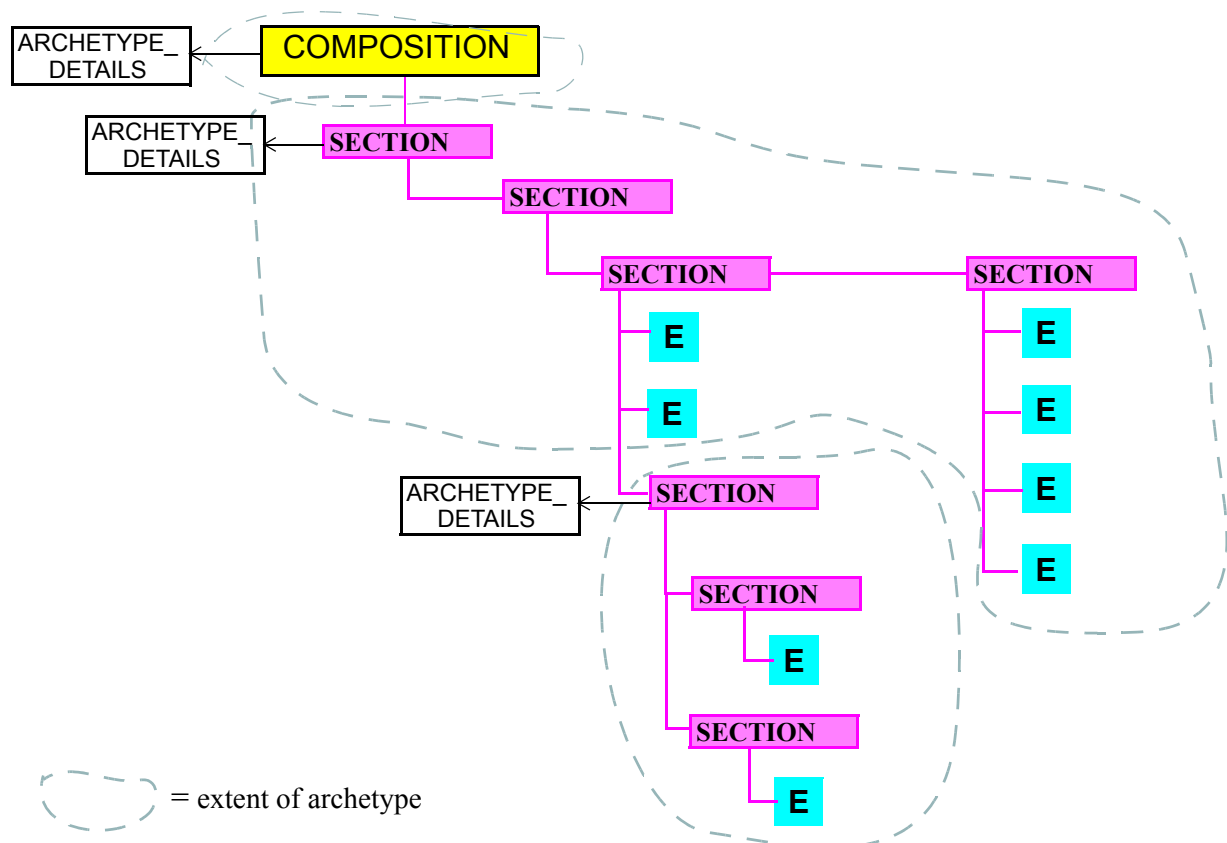 ARCHETYPE_
DETAILS
COMPOSITION
ARCHETYPE_
DETAILS
SECTION
SECTION
SECTION
SECTION
E
E
E
E
ARCHETYPE_
DETAILS
SECTION
E
E
SECTION
E
SECTION
E
= extent of archetype